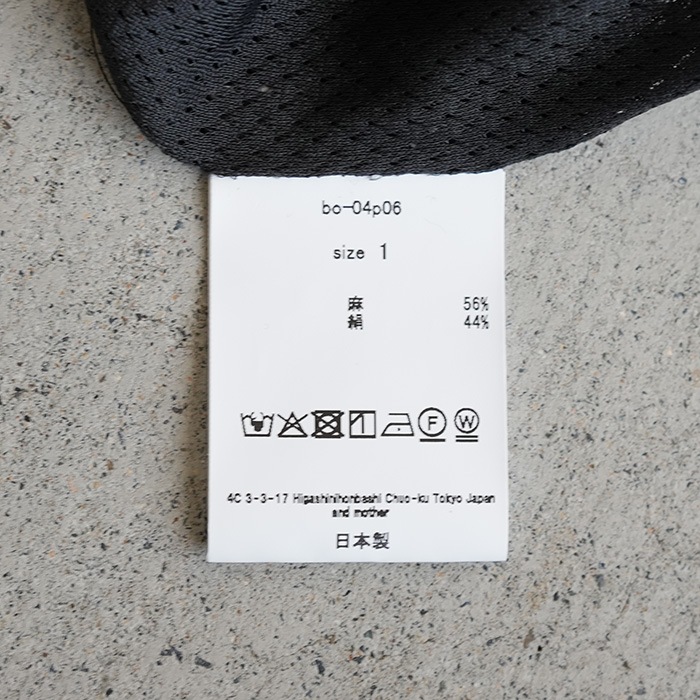 bo-04p06
size 1
麻 56%
絹 44%
F W
4C 3-3-17 Higashinihonbashi Chuo-ku Tokyo Japan
and mother
日本製